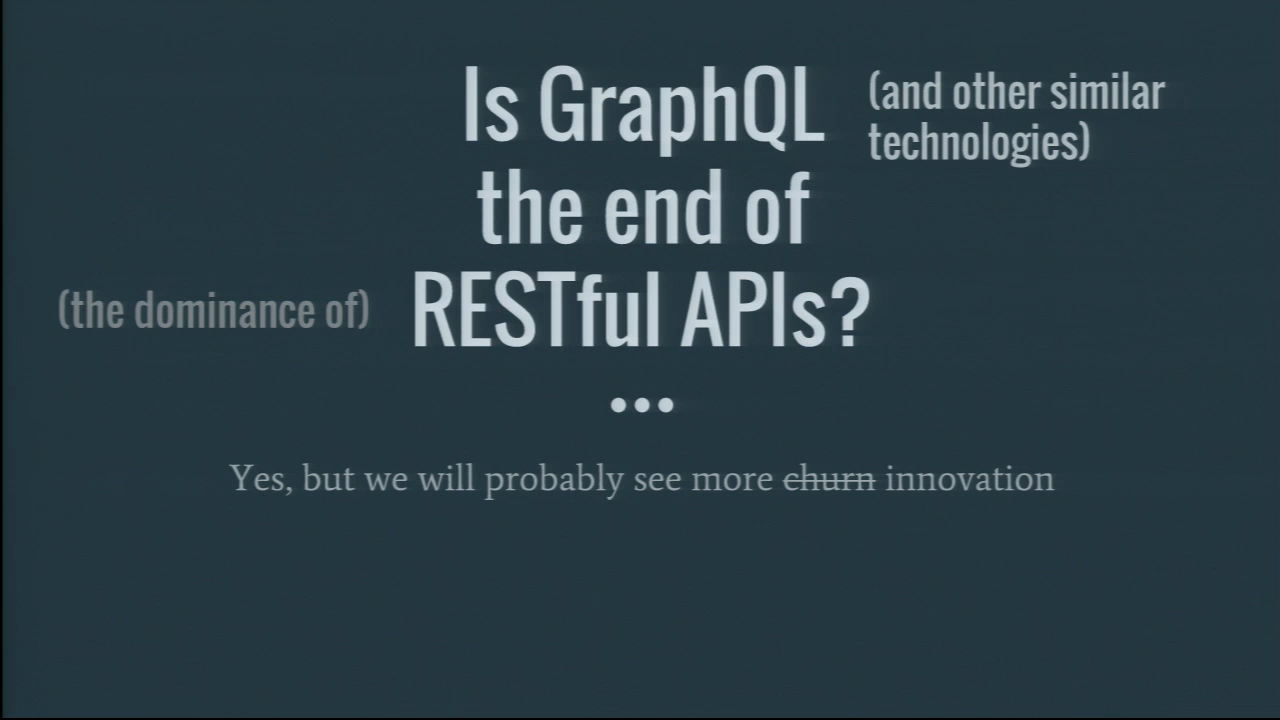 Is GraphQL
(and other similar
technologies)
the end of
(the dominance of)
RESTful APIs?
...
Yes, but we will probably see more churn innovation